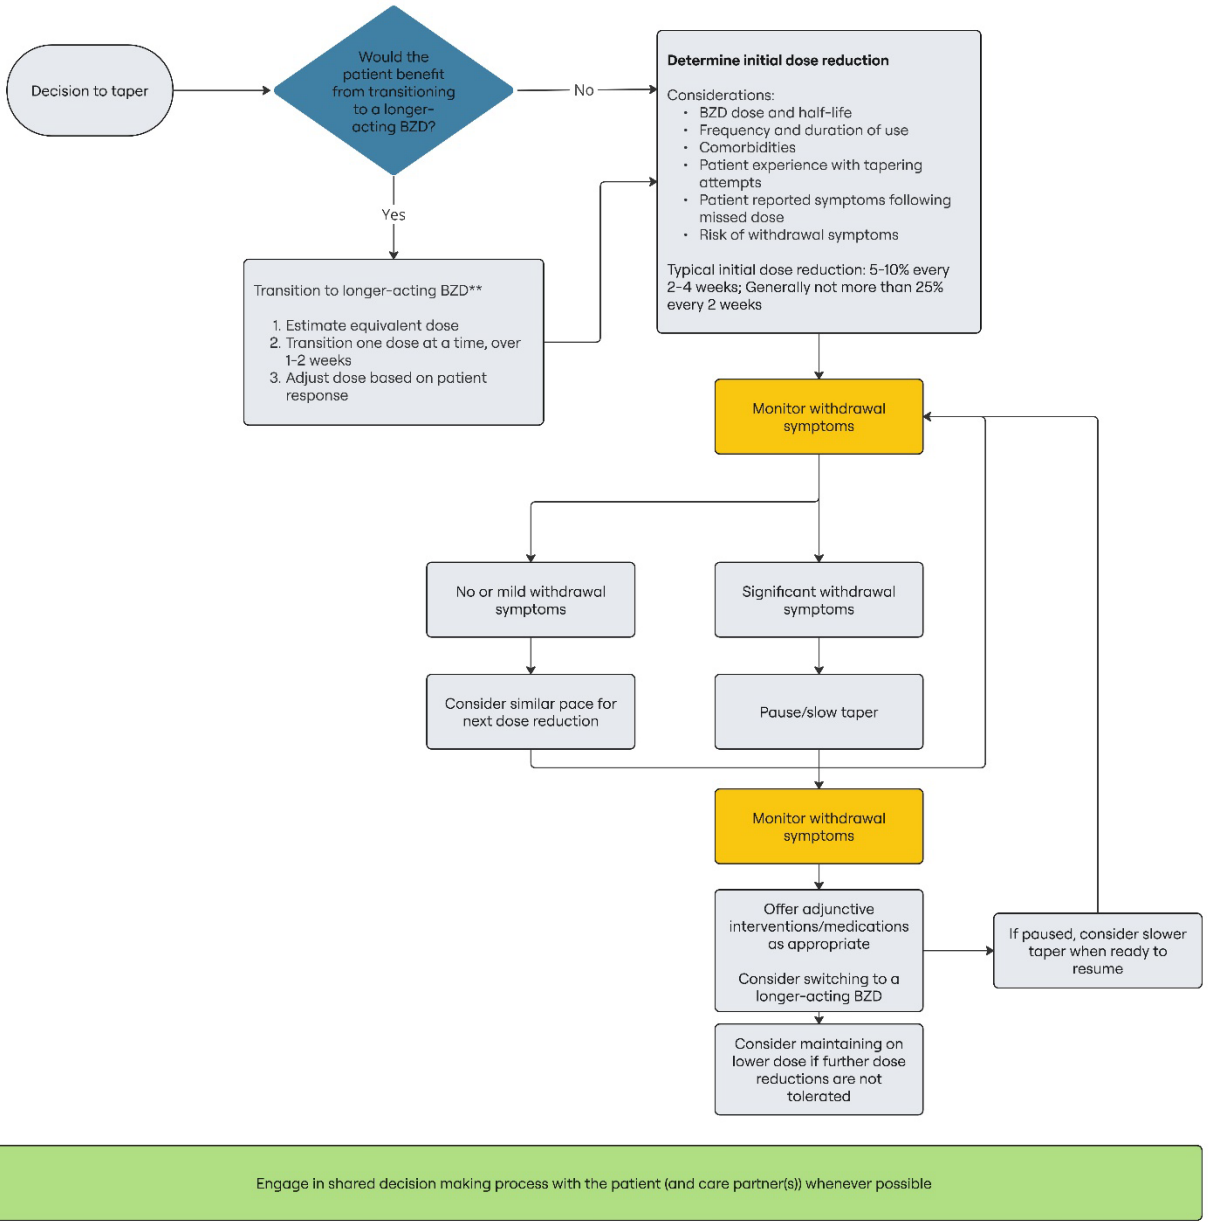 Decision to taper
Would the
patient benefit
from transitioning
to a longer-
acting BZD?
No
Yes
Transition to longer-acting BZD**
1. Estimate equivalent dose
2. Transition one dose at a time, over
1-2 weeks
3. Adjust dose based on patient
response
Determine initial dose reduction
Considerations:
• BZD dose and half-life
• Frequency and duration of use
• Comorbidities
• Patient experience with tapering
attempts
• Patient reported symptoms following
missed dose
• Risk of withdrawal symptoms
Typical initial dose reduction: 5-10% every
2-4 weeks; Generally not more than 25%
every 2 weeks
Monitor withdrawal
symptoms
No or mild withdrawal
symptoms
Significant withdrawal
symptoms
Consider similar pace for
next dose reduction
Pause/slow taper
Monitor withdrawal
symptoms
Offer adjunctive
interventions/medications
as appropriate
Consider switching to a
longer-acting BZD
If paused, consider slower
taper when ready to
resume
Consider maintaining on
lower dose if further dose
reductions are not
tolerated
Engage in shared decision making process with the patient (and care partner(s)) whenever possible